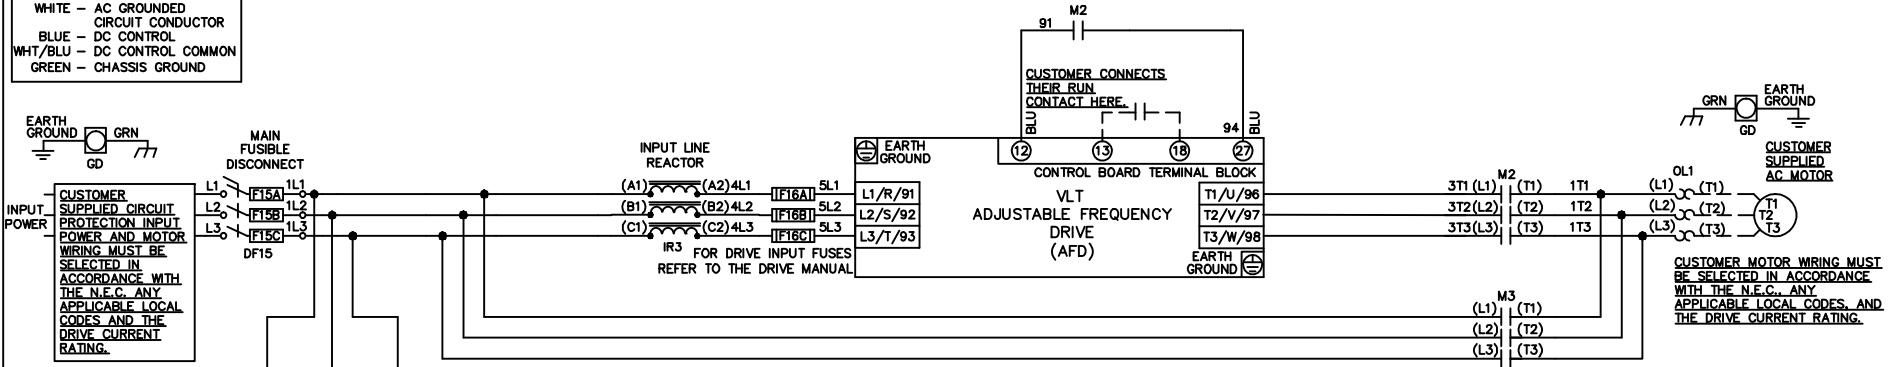 WHITE – AC GROUNDED
CIRCUIT CONDUCTOR
BLUE – DC CONTROL
WHT/BLU – DC CONTROL COMMON
GREEN – CHASSIS GROUND
EARTH
GROUND
GRN
GD
MAIN
FUSIBLE
DISCONNECT
INPUT
POWER
CUSTOMER
SUPPLIED CIRCUIT
PROTECTION INPUT
POWER AND MOTOR
WIRING MUST BE
SELECTED IN
ACCORDANCE WITH
THE N.E.C. ANY
APPLICABLE LOCAL
CODES AND THE
DRIVE CURRENT
RATING.
L1 F15A 1L1
L2 F15B 1L2
L3 F15C 1L3
DF15
INPUT LINE
REACTOR
(A1) (A2) 4L1 F16A 5L1
(B1) (B2) 4L2 F16B 5L2
(C1) (C2) 4L3 F16C 5L3
IR3
FOR DRIVE INPUT FUSES
REFER TO THE DRIVE MANUAL
M2
91
CUSTOMER CONNECTS
THEIR RUN
CONTACT HERE.
BLU
94 BLU
12 13 18 27
CONTROL BOARD TERMINAL BLOCK
EARTH
GROUND
L1/R/91
L2/S/92
L3/T/93
VLT
ADJUSTABLE FREQUENCY
DRIVE
(AFD)
T1/U/96
T2/V/97
T3/W/98
EARTH
GROUND
M2
3T1 (L1) (T1) 1T1
3T2 (L2) (T2) 1T2
3T3 (L3) (T3) 1T3
M3
(L1) (T1)
(L2) (T2)
(L3) (T3)
GRN
GD
EARTH
GROUND
CUSTOMER
SUPPLIED
AC MOTOR
OL1
(L1) (T1)
(L2) (T2)
(L3) (T3)
T1
T2
T3
CUSTOMER MOTOR WIRING MUST
BE SELECTED IN ACCORDANCE
WITH THE N.E.C., ANY
APPLICABLE LOCAL CODES, AND
THE DRIVE CURRENT RATING.